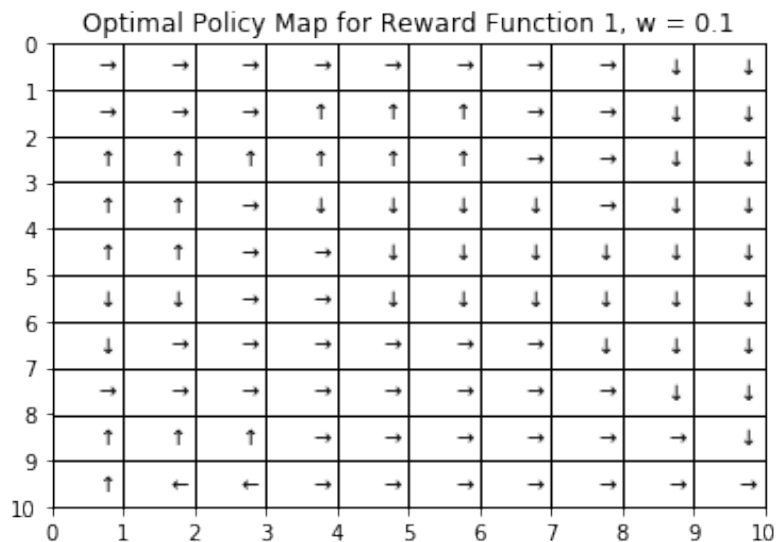 Optimal Policy Map for Reward Function 1, w = 0.1
0
→ → → → → → → → ↓ ↓
1
→ → → ↑ ↑ ↑ → → ↓ ↓
2
↑ ↑ ↑ ↑ ↑ ↑ → → ↓ ↓
3
↑ ↑ → ↓ ↓ ↓ ↓ → ↓ ↓
4
↑ ↑ → → ↓ ↓ ↓ ↓ ↓ ↓
5
↓ ↓ → → ↓ ↓ ↓ ↓ ↓ ↓
6
↓ → → → → → → ↓ ↓ ↓
7
→ → → → → → → → ↓ ↓
8
↑ ↑ ↑ → → → → → → ↓
9
↑ ← ← → → → → → → →
10
0 1 2 3 4 5 6 7 8 9 10